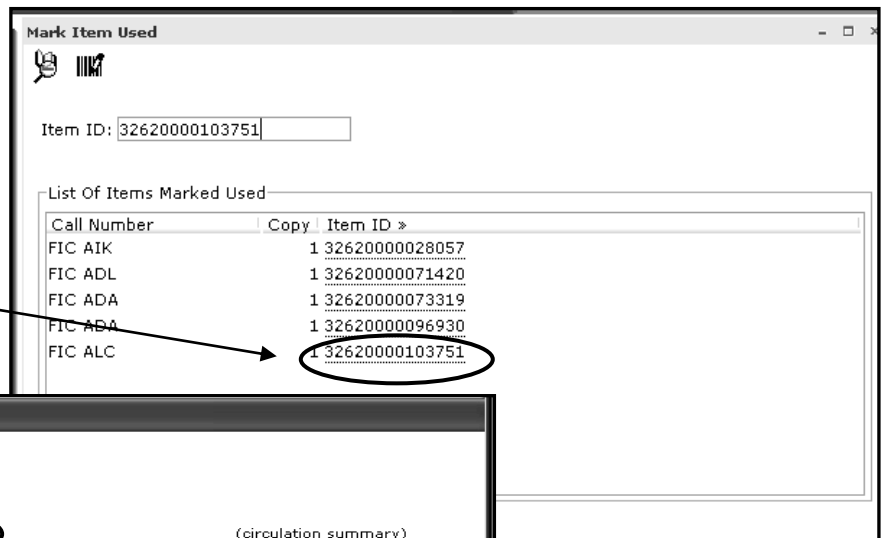 Mark Item Used
Item ID: 32620000103751
List Of Items Marked Used
Call Number Copy Item ID »
FIC AIK 1 32620000028057
FIC ADL 1 32620000071420
FIC ADA 1 32620000073319
FIC ADA 1 32620000096930
FIC ALC 1 32620000103751
(circulation summary)